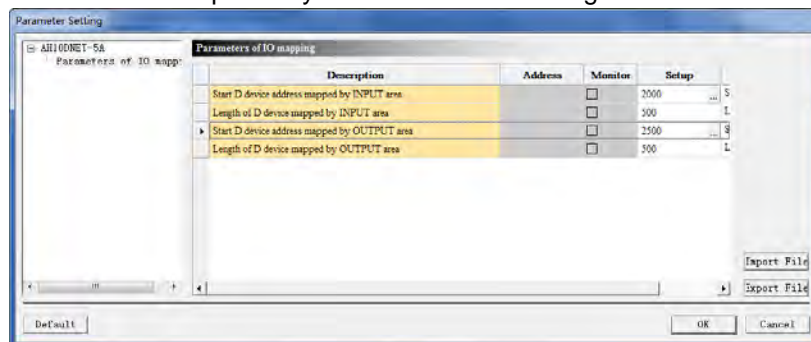 Parameter Setting
AH10DNET-5A
Parameters of IO mapp
Parameters of IO mapping
Description Address Monitor Setup
Start D device address mapped by INPUT area 2000 ... S
Length of D device mapped by INPUT area 500 L
Start D device address mapped by OUTPUT area 2500 ... S
Length of D device mapped by OUTPUT area 500 L
Import File
Export File
Default OK Cancel